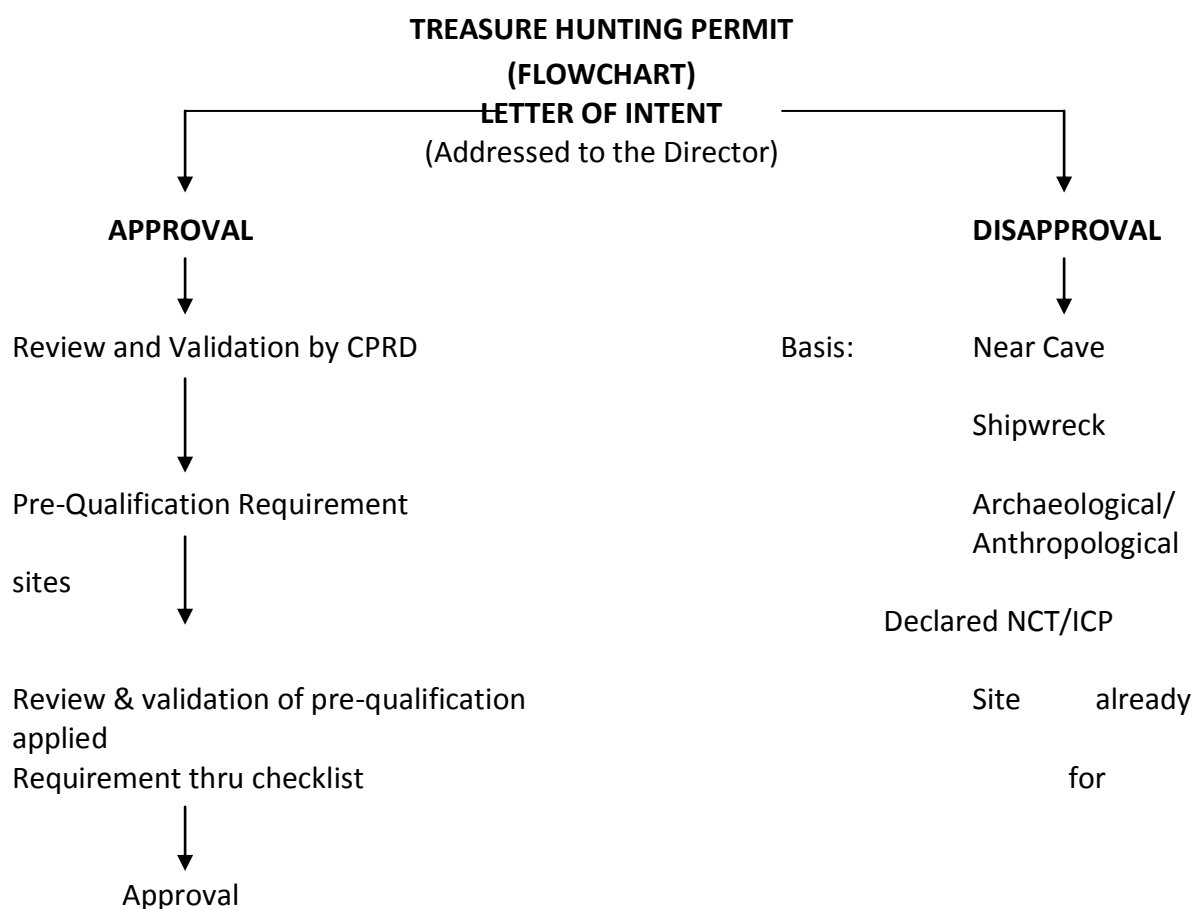 TREASURE HUNTING PERMIT
(FLOWCHART)
LETTER OF INTENT
(Addressed to the Director)
APPROVAL DISAPPROVAL
Review and Validation by CPRD Basis: Near Cave
Shipwreck
Pre-Qualification Requirement Archaeological/
Anthropological
sites
Declared NCT/ICP
Review & validation of pre-qualification Site already
applied
Requirement thru checklist for
Approval